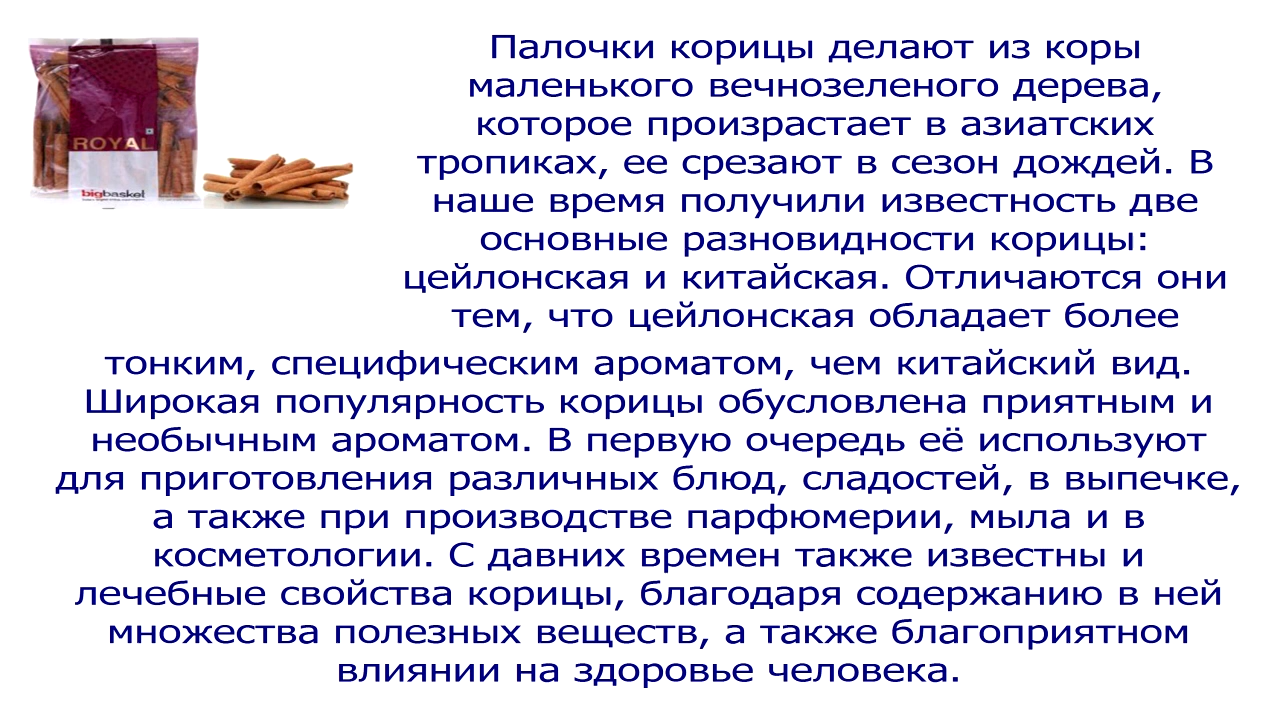 ROYAL
bigbasket
Палочки корицы делают из коры
маленького вечнозеленого дерева,
которое произрастает в азиатских
тропиках, ее срезают в сезон дождей. В
наше время получили известность две
основные разновидности корицы:
цейлонская и китайская. Отличаются они
тем, что цейлонская обладает более
тонким, специфическим ароматом, чем китайский вид.
Широкая популярность корицы обусловлена приятным и
необычным ароматом. В первую очередь её используют
для приготовления различных блюд, сладостей, в выпечке,
а также при производстве парфюмерии, мыла и в
косметологии. С давних времен также известны и
лечебные свойства корицы, благодаря содержанию в ней
множества полезных веществ, а также благоприятном
влиянии на здоровье человека.